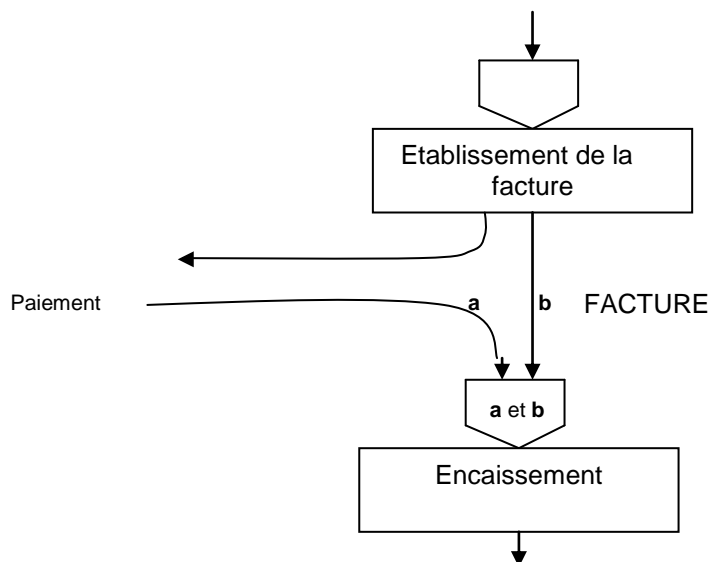 Etablissement de la
facture
Paiement
a
b
FACTURE
a et b
Encaissement